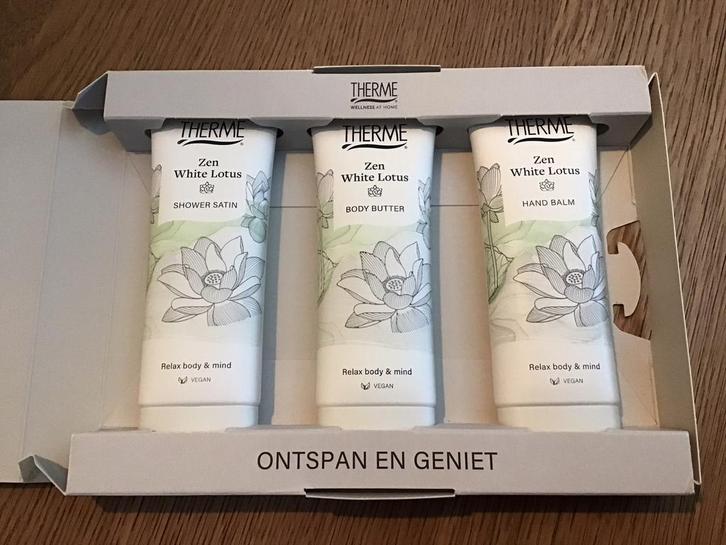 THERME
WELLNESS AT HOME
THERME
Zen
White Lotus
SHOWER SATIN
Relax body & mind
VEGAN
THERME
Zen
White Lotus
BODY BUTTER
Relax body & mind
VEGAN
THERME
Zen
White Lotus
HAND BALM
Relax body & mind
VEGAN
ONTSPAN EN GENIET